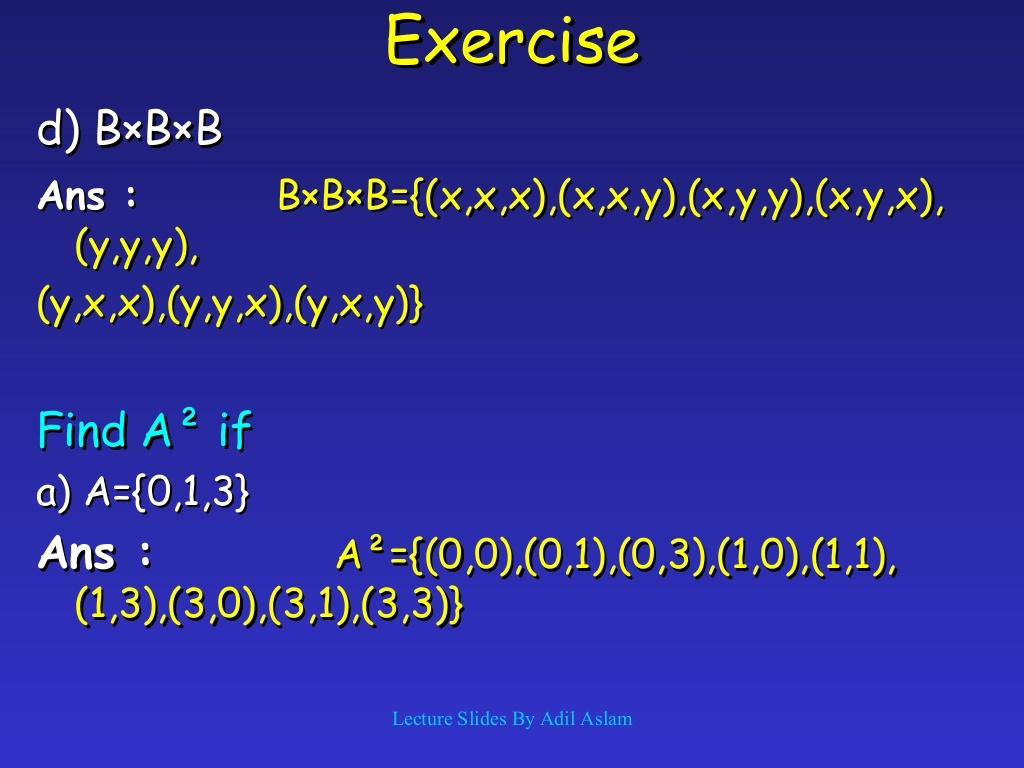 Exercise
d) B×B×B
Ans : B×B×B={(x,x,x),(x,x,y),(x,y,y),(x,y,x),
(y,y,y),
(y,x,x),(y,y,x),(y,x,y)}
Find A² if
a) A={0,1,3}
Ans : A²={(0,0),(0,1),(0,3),(1,0),(1,1),
(1,3),(3,0),(3,1),(3,3)}
Lecture Slides By Adil Aslam